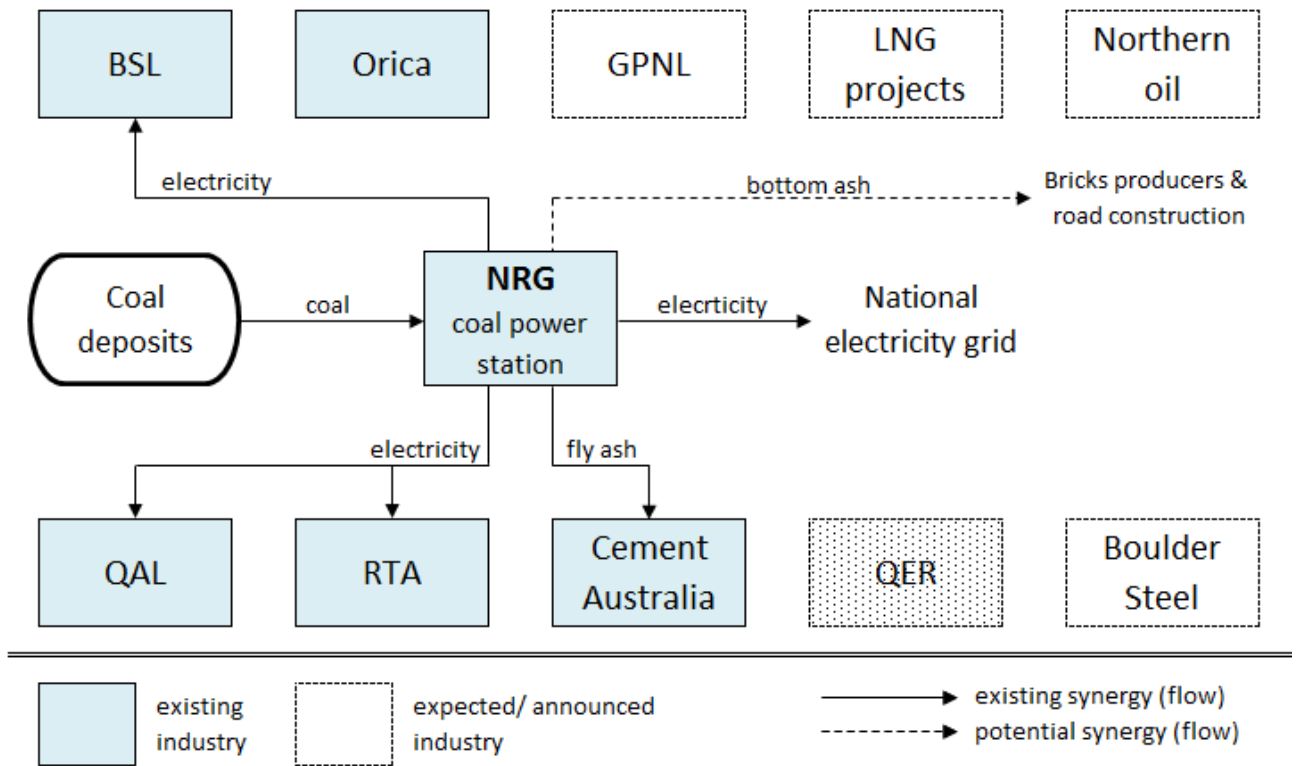 BSL
Orica
GPNL
LNG
projects
Northern
oil
electricity
bottom ash
Bricks producers &
road construction
Coal
deposits
coal
NRG
coal power
station
elecrticity
National
electricity grid
electricity
fly ash
QAL
RTA
Cement
Australia
QER
Boulder
Steel
existing
industry
expected/ announced
industry
existing synergy (flow)
potential synergy (flow)